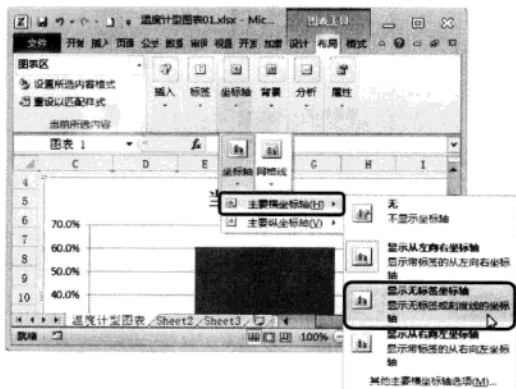 温度计型图表01.xlsx - Mic...
图表工具
文件 开始 插入 页面 公式 数据 审阅 视图 开发 加载 设计 布局 格式
图表区
设置所选内容格式
重设以匹配样式
当前所选内容
插入 标签 坐标轴 背景 分析 属性
图表 1
fx
坐标轴 网格线
C D E G H I
主要横坐标轴(H)
主要纵坐标轴(V)
4
5
6
7
8
9
10
70.0%
60.0%
50.0%
40.0%
无
不显示坐标轴
显示从左向右坐标轴
显示带标签的从左向右坐标轴
显示无标签坐标轴
显示无标签或刻度线的坐标轴
显示从右向左坐标轴
显示带标签的从右向左坐标轴
其他主要横坐标轴选项(M)...
温度计型图表 Sheet2 Sheet3
就绪
100%